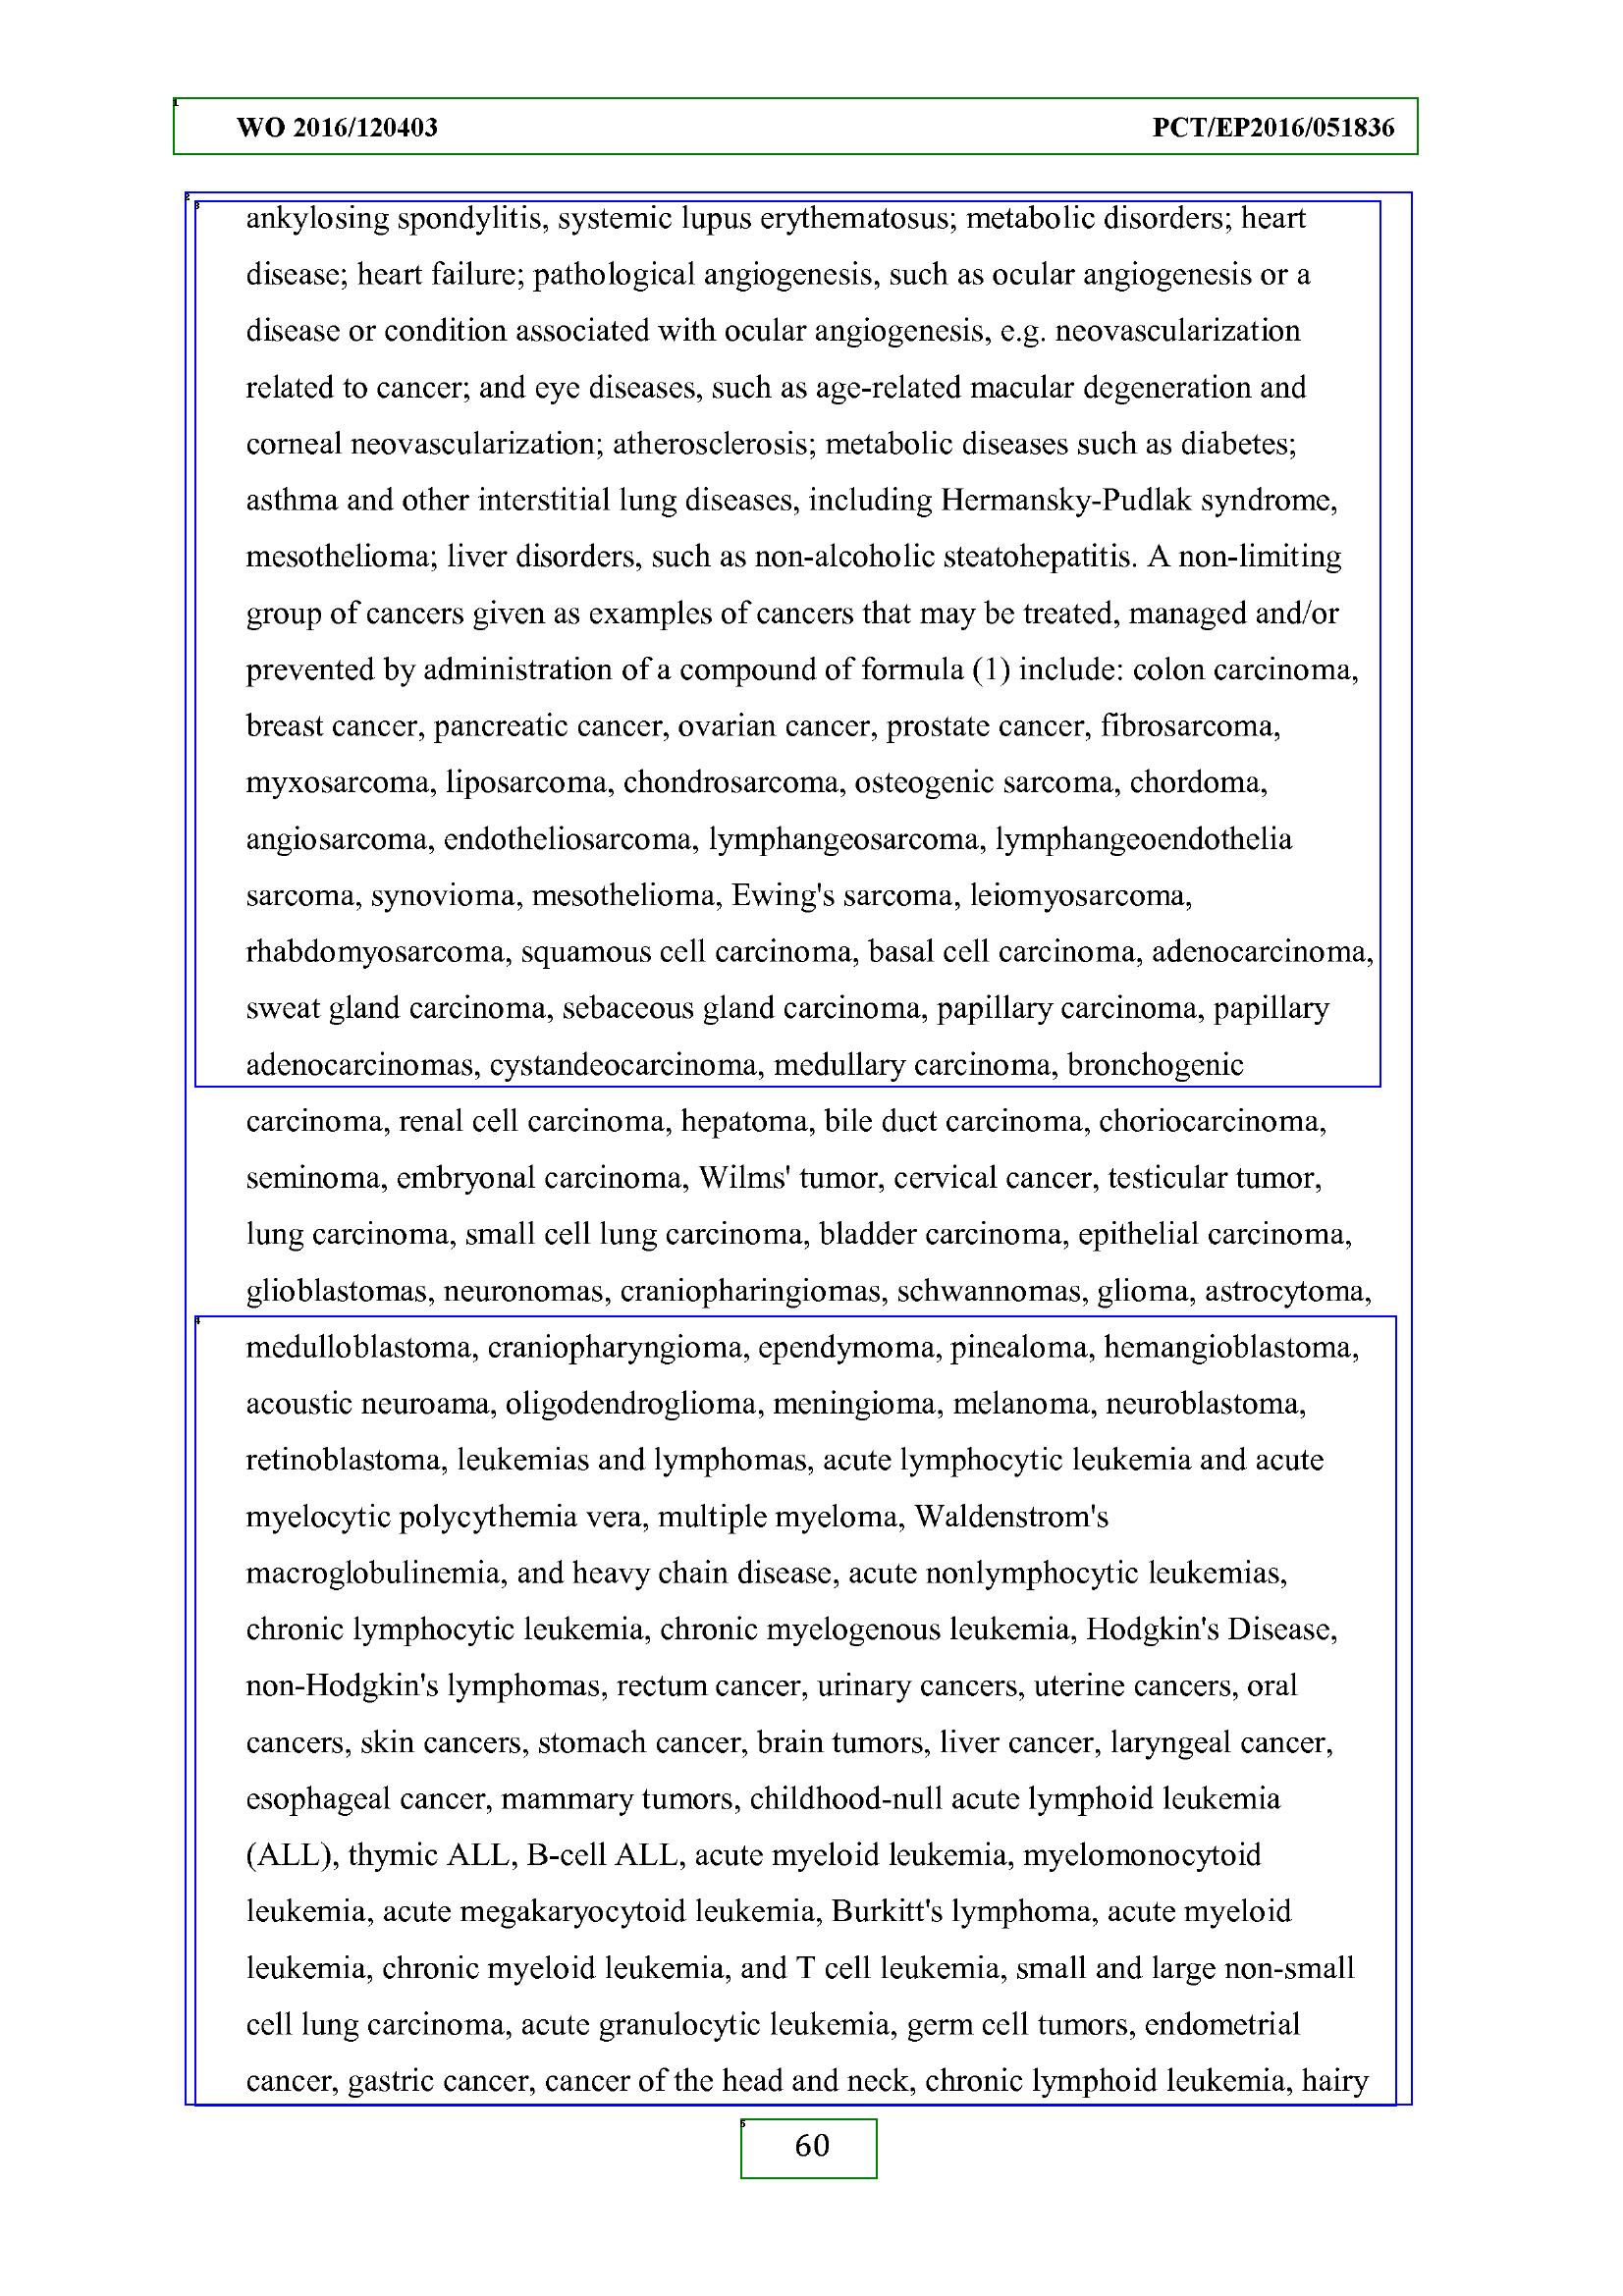 WO 2016/120403 PCT/EP2016/051836
ankylosing spondylitis, systemic lupus erythematosus; metabolic disorders; heart
disease; heart failure; pathological angiogenesis, such as ocular angiogenesis or a
disease or condition associated with ocular angiogenesis, e.g. neovascularization
related to cancer; and eye diseases, such as age-related macular degeneration and
corneal neovascularization; atherosclerosis; metabolic diseases such as diabetes;
asthma and other interstitial lung diseases, including Hermansky-Pudlak syndrome,
mesothelioma; liver disorders, such as non-alcoholic steatohepatitis. A non-limiting
group of cancers given as examples of cancers that may be treated, managed and/or
prevented by administration of a compound of formula (1) include: colon carcinoma,
breast cancer, pancreatic cancer, ovarian cancer, prostate cancer, fibrosarcoma,
myxosarcoma, liposarcoma, chondrosarcoma, osteogenic sarcoma, chordoma,
angiosarcoma, endotheliosarcoma, lymphangeosarcoma, lymphangeoendothelia
sarcoma, synovioma, mesothelioma, Ewing's sarcoma, leiomyosarcoma,
rhabdomyosarcoma, squamous cell carcinoma, basal cell carcinoma, adenocarcinoma,
sweat gland carcinoma, sebaceous gland carcinoma, papillary carcinoma, papillary
adenocarcinomas, cystandeocarcinoma, medullary carcinoma, bronchogenic
carcinoma, renal cell carcinoma, hepatoma, bile duct carcinoma, choriocarcinoma,
seminoma, embryonal carcinoma, Wilms' tumor, cervical cancer, testicular tumor,
lung carcinoma, small cell lung carcinoma, bladder carcinoma, epithelial carcinoma,
glioblastomas, neuronomas, craniopharingiomas, schwannomas, glioma, astrocytoma,
medulloblastoma, craniopharyngioma, ependymoma, pinealoma, hemangioblastoma,
acoustic neuroama, oligodendroglioma, meningioma, melanoma, neuroblastoma,
retinoblastoma, leukemias and lymphomas, acute lymphocytic leukemia and acute
myelocytic polycythemia vera, multiple myeloma, Waldenstrom's
macroglobulinemia, and heavy chain disease, acute nonlymphocytic leukemias,
chronic lymphocytic leukemia, chronic myelogenous leukemia, Hodgkin's Disease,
non-Hodgkin's lymphomas, rectum cancer, urinary cancers, uterine cancers, oral
cancers, skin cancers, stomach cancer, brain tumors, liver cancer, laryngeal cancer,
esophageal cancer, mammary tumors, childhood-null acute lymphoid leukemia
(ALL), thymic ALL, B-cell ALL, acute myeloid leukemia, myelomonocytoid
leukemia, acute megakaryocytoid leukemia, Burkitt's lymphoma, acute myeloid
leukemia, chronic myeloid leukemia, and T cell leukemia, small and large non-small
cell lung carcinoma, acute granulocytic leukemia, germ cell tumors, endometrial
cancer, gastric cancer, cancer of the head and neck, chronic lymphoid leukemia, hairy
60